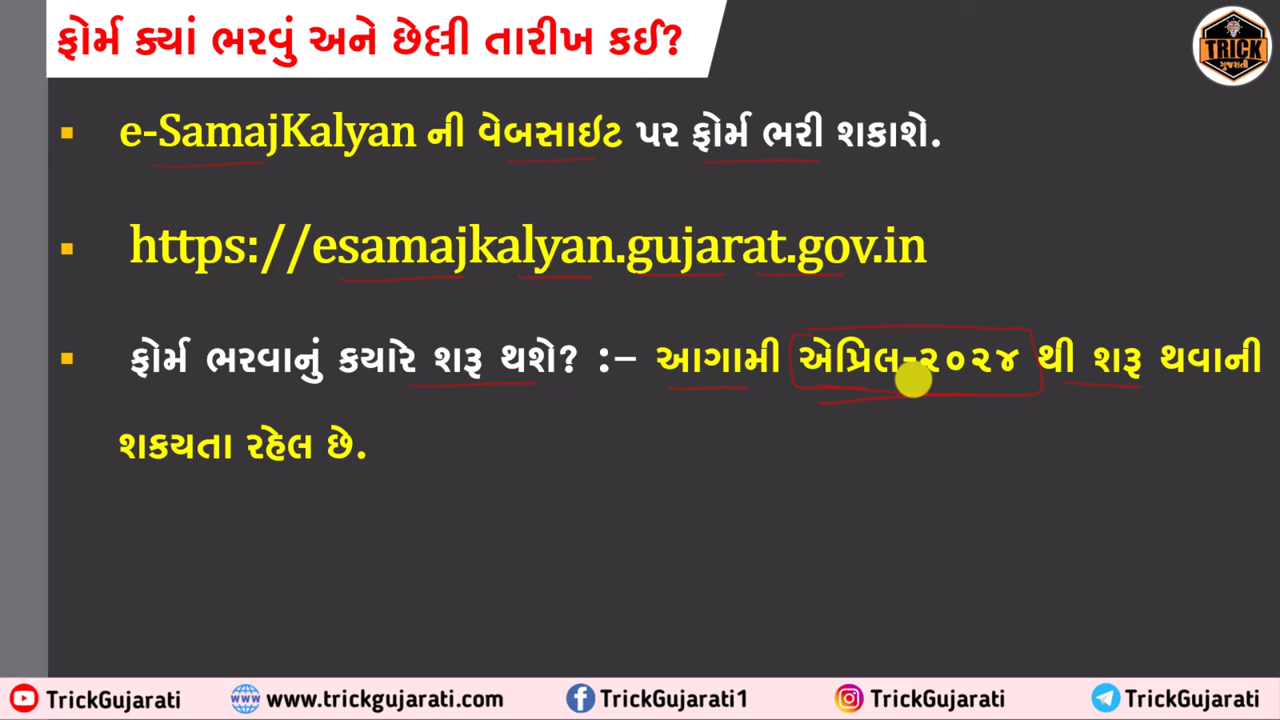 ફોર્મ ક્યાં ભરવું અને છેલ્લી તારીખ કઈ?
TRICK
ગુજરાતી
e-SamajKalyan ની વેબસાઇટ પર ફોર્મ ભરી શકાશે.
https://esamajkalyan.gujarat.gov.in
ફોર્મ ભરવાનું કયારે શરૂ થશે? :– આગામી એપ્રિલ-૨૦૨૪ થી શરૂ થવાની
શકયતા રહેલ છે.
TrickGujarati www.trickgujarati.com TrickGujarati1 TrickGujarati TrickGujarati